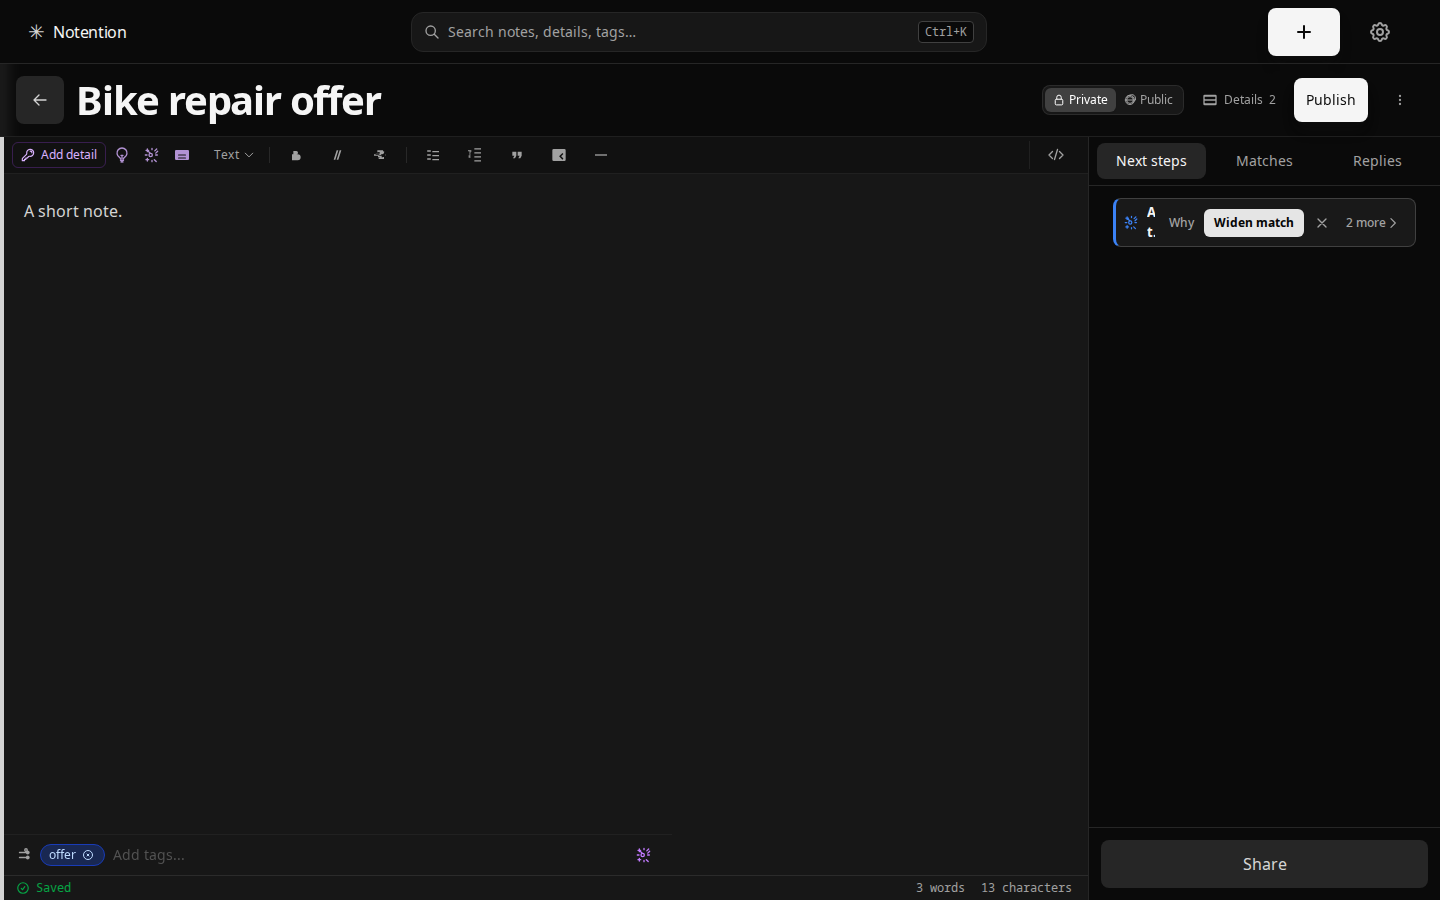 Notention
Search notes, details, tags...
Ctrl+K
Bike repair offer
Private
Public
Details 2
Publish
Add detail
Text
Next steps
Matches
Replies
A short note.
A
t.
Why
Widen match
2 more
offer
Add tags...
Share
Saved
3 words
13 characters